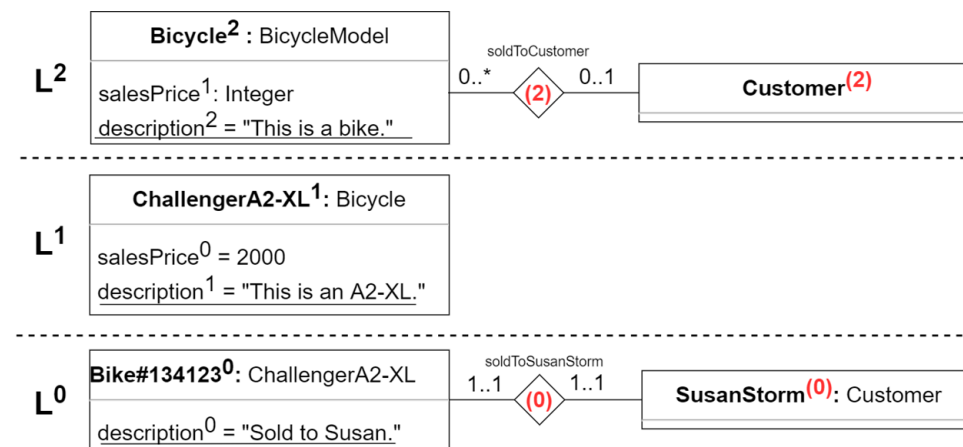 L²
Bicycle² : BicycleModel
salesPrice¹: Integer
description² = "This is a bike."
soldToCustomer
0..* (2) 0..1
Customer(2)
L¹
ChallengerA2-XL¹: Bicycle
salesPrice⁰ = 2000
description¹ = "This is an A2-XL."
L⁰
Bike#134123⁰: ChallengerA2-XL
description⁰ = "Sold to Susan."
soldToSusanStorm
1..1 (0) 1..1
SusanStorm(0): Customer